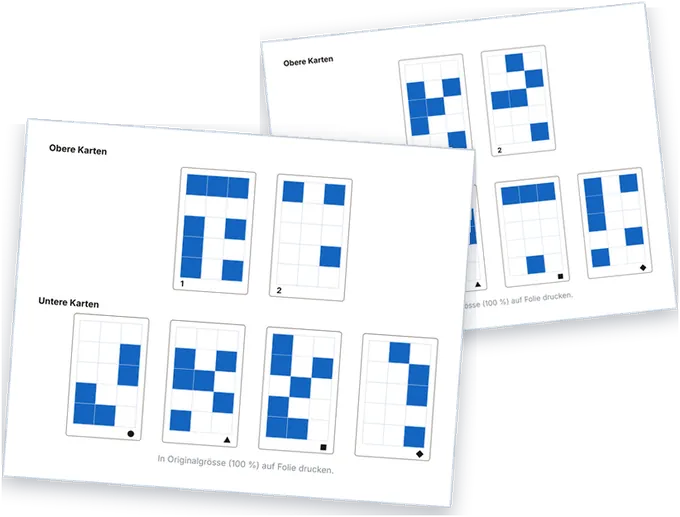 Obere Karten
2
össe (100 %) auf Folie drucken.
Obere Karten
1
2
Untere Karten
In Originalgrösse (100 %) auf Folie drucken.